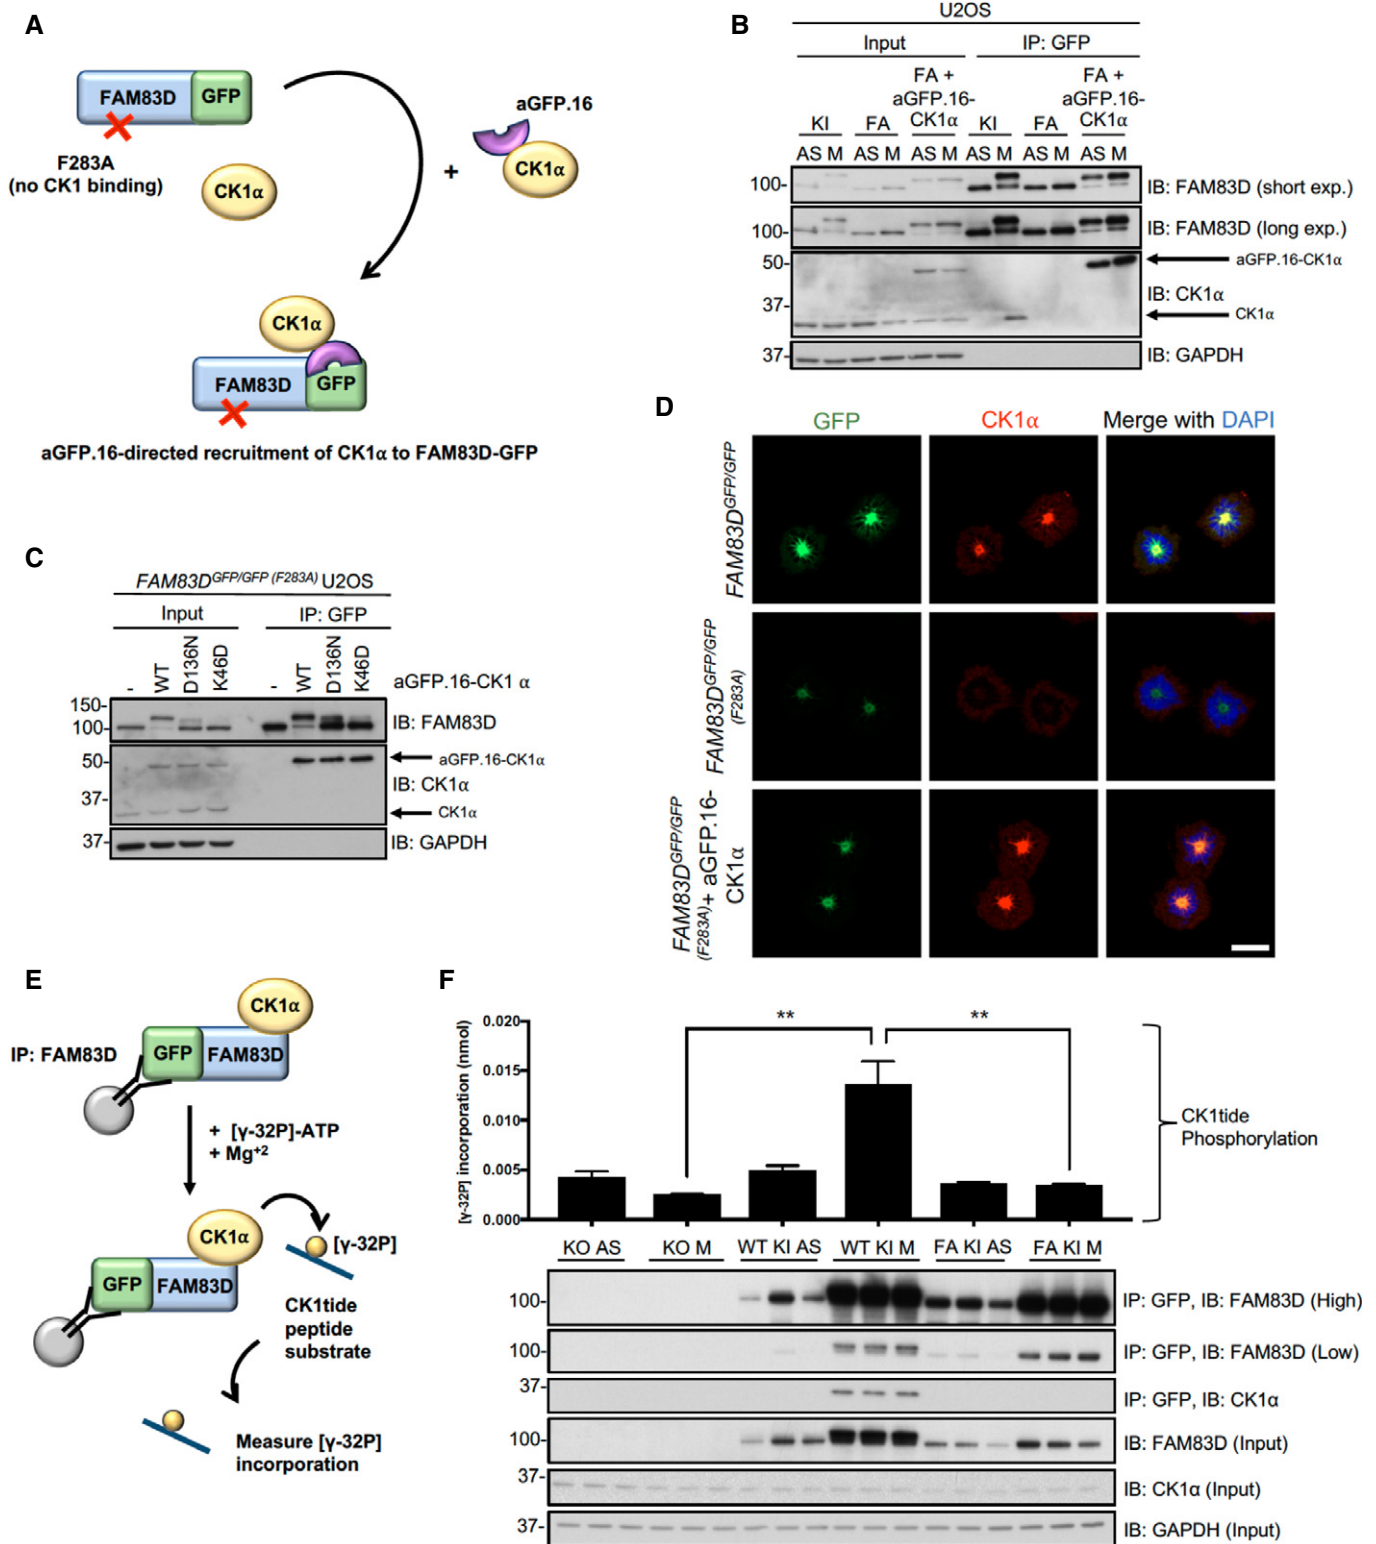 A
FAM83D
GFP
F283A
(no CK1 binding)
CK1α
+
aGFP.16
CK1α
CK1α
FAM83D
GFP
aGFP.16-directed recruitment of CK1α to FAM83D-GFP
B
U2OS
Input
IP: GFP
FA +
aGFP.16-
CK1α
FA +
aGFP.16-
CK1α
KI
FA
KI
FA
AS M AS M AS M AS M AS M AS M
100-
IB: FAM83D (short exp.)
100-
IB: FAM83D (long exp.)
50-
aGFP.16-CK1α
IB: CK1α
37-
CK1α
37-
IB: GAPDH
C
FAM83D GFP/GFP (F283A) U2OS
Input
IP: GFP
- WT D136N K46D - WT D136N K46D
aGFP.16-CK1 α
150-
100-
IB: FAM83D
50-
aGFP.16-CK1α
IB: CK1α
37-
CK1α
37-
IB: GAPDH
D
GFP
CK1α
Merge with DAPI
FAM83D GFP/GFP
FAM83D GFP/GFP
(F283A)
FAM83D GFP/GFP
(F283A) + aGFP.16-
CK1α
E
CK1α
IP: FAM83D
GFP
FAM83D
+ [γ-32P]-ATP
+ Mg+2
CK1α
[γ-32P]
GFP
FAM83D
CK1tide
peptide
substrate
Measure [γ-32P]
incorporation
F
[γ-32P] incorporation (nmol)
0.020
0.015
0.010
0.005
0.000
**
**
CK1tide
Phosphorylation
KO AS
KO M
WT KI AS
WT KI M
FA KI AS
FA KI M
100-
IP: GFP, IB: FAM83D (High)
100-
IP: GFP, IB: FAM83D (Low)
37-
IP: GFP, IB: CK1α
100-
IB: FAM83D (Input)
37-
IB: CK1α (Input)
37-
IB: GAPDH (Input)